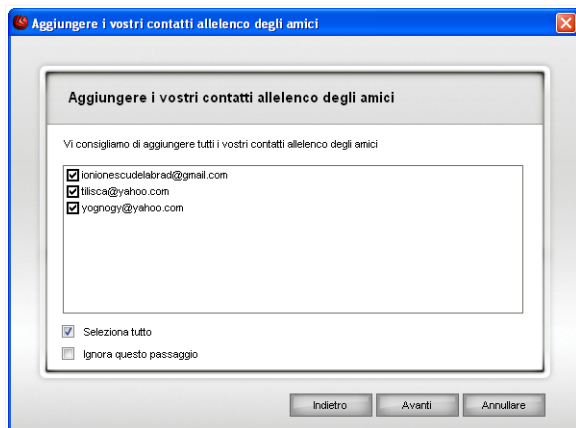 Aggiungere i vostri contatti allelenco degli amici
Aggiungere i vostri contatti allelenco degli amici
Vi consigliamo di aggiungere tutti i vostri contatti allelenco degli amici
ionionescudelabrad@gmail.com
tilisca@yahoo.com
yognogy@yahoo.com
Seleziona tutto
Ignora questo passaggio
Indietro Avanti Annullare